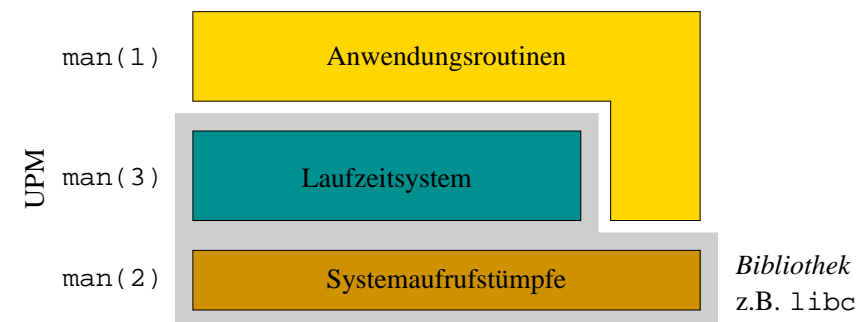 man(1)
Anwendungsroutinen
UPM
man(3)
Laufzeitsystem
man(2)
Systemaufrufstümpfe
Bibliothek
z.B. libc